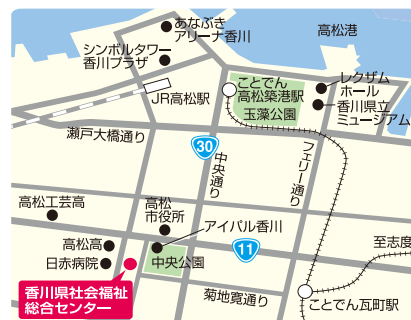 あなぶき
アリーナ香川
高松港
シンボルタワー
香川プラザ
JR高松駅
ことでん
高松築港駅
玉藻公園
レクザム
ホール
香川県立
ミュージアム
瀬戸大橋通り
30
中央通り
フェリー通り
高松工芸高
高松
市役所
アイパル香川
11
至志度
高松高
日赤病院
中央公園
香川県社会福祉
総合センター
菊地寛通り
ことでん瓦町駅